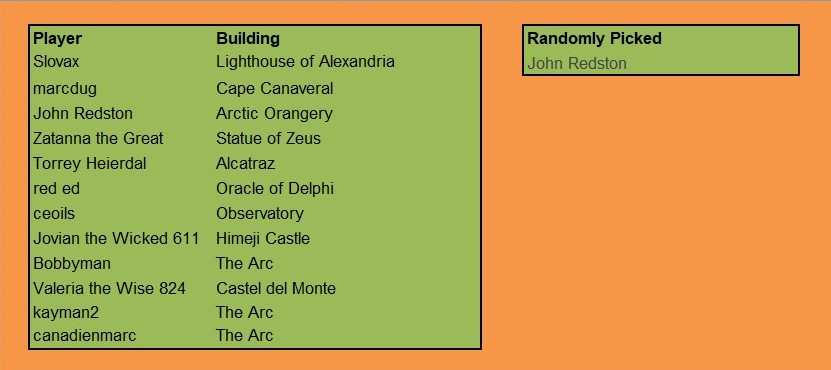 Player Building
Slovax Lighthouse of Alexandria
marcdug Cape Canaveral
John Redston Arctic Orangery
Zatanna the Great Statue of Zeus
Torrey Heierdal Alcatraz
red ed Oracle of Delphi
ceoils Observatory
Jovian the Wicked 611 Himeji Castle
Bobbyman The Arc
Valeria the Wise 824 Castel del Monte
kayman2 The Arc
canadienmarc The Arc
Randomly Picked
John Redston